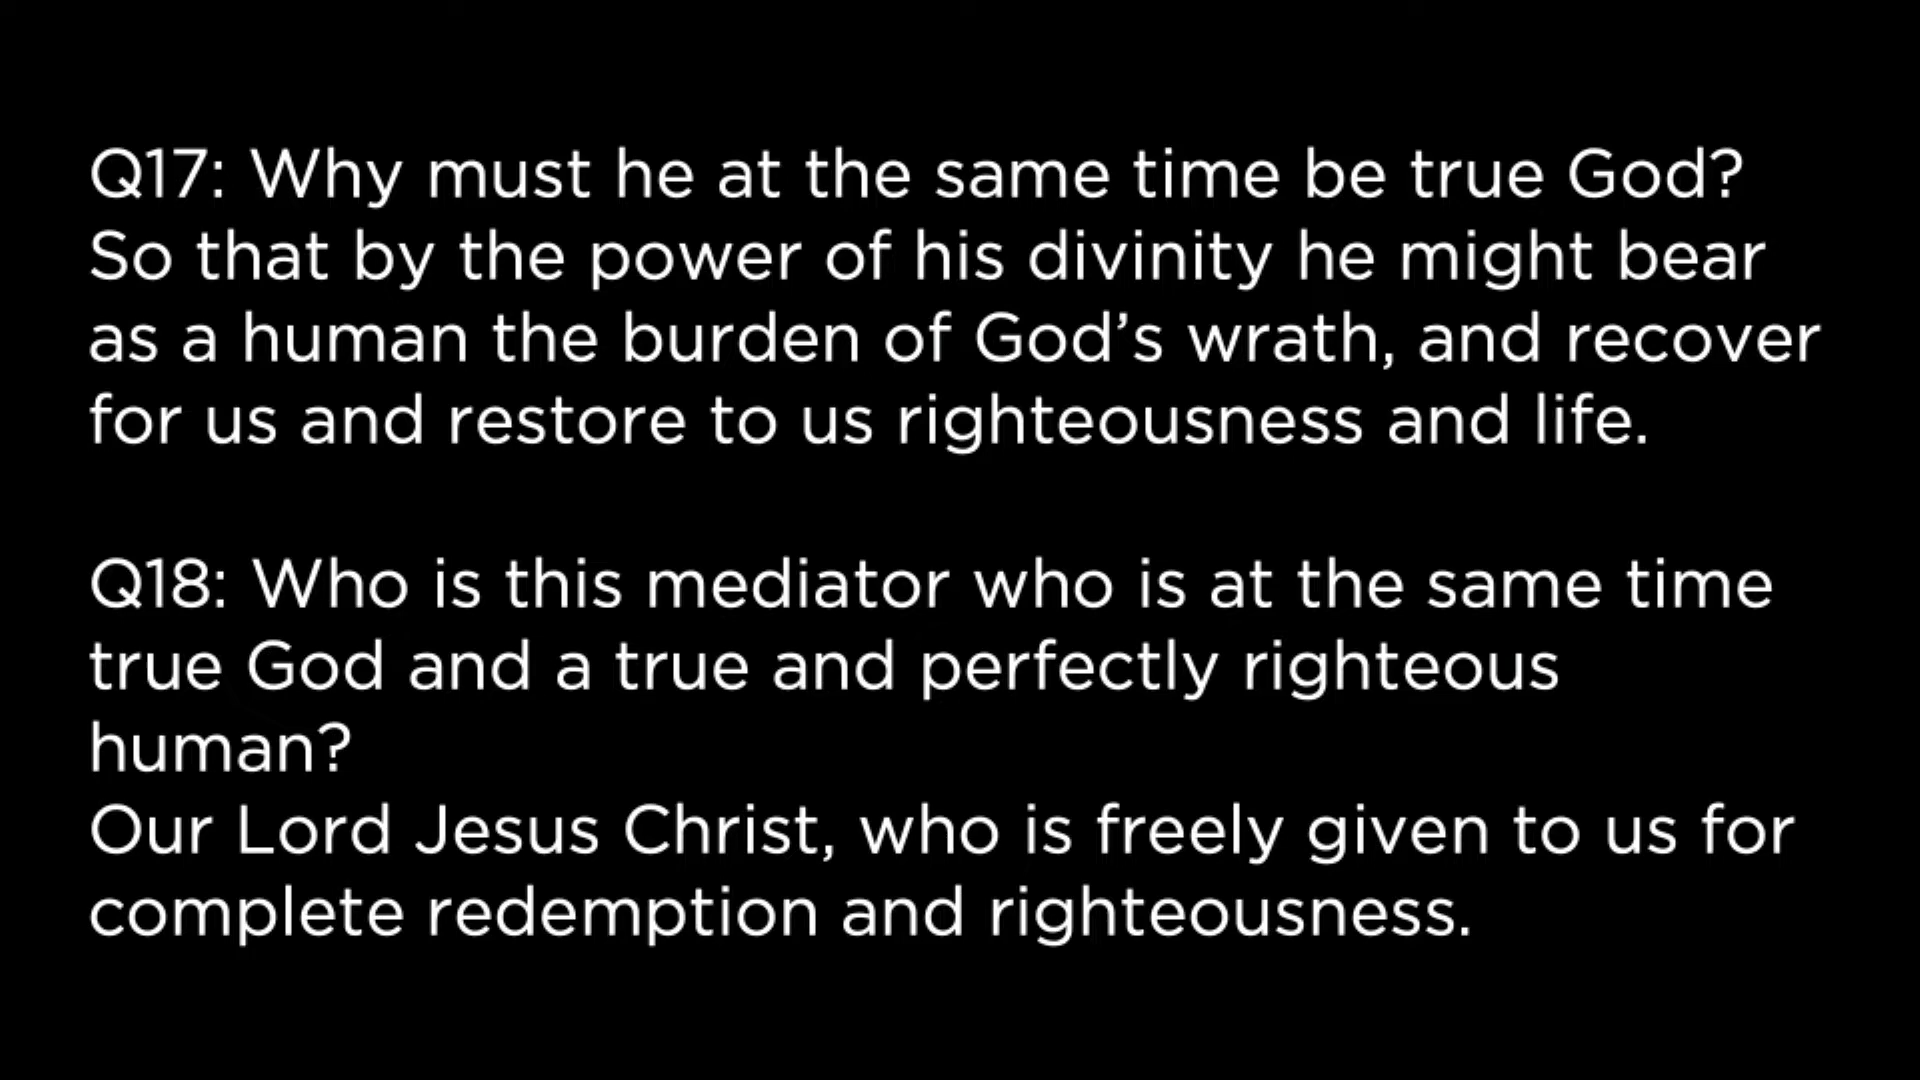 Q17: Why must he at the same time be true God?
So that by the power of his divinity he might bear
as a human the burden of God’s wrath, and recover
for us and restore to us righteousness and life.
Q18: Who is this mediator who is at the same time
true God and a true and perfectly righteous
human?
Our Lord Jesus Christ, who is freely given to us for
complete redemption and righteousness.